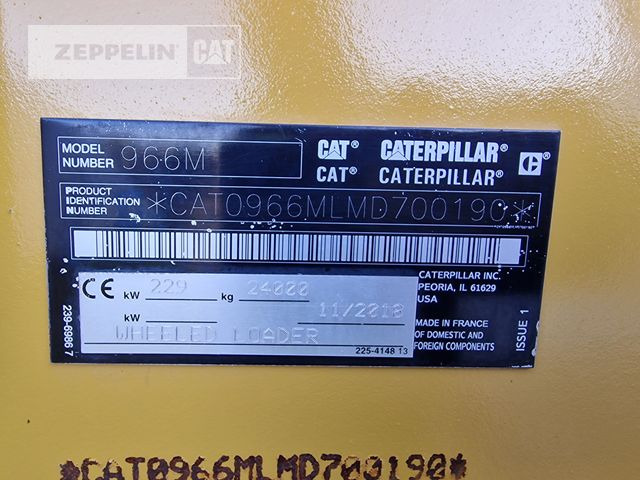 ZEPPELIN CAT
MODEL NUMBER 966M
CAT® CATERPILLAR® C®
CAT® CATERPILLAR®
PRODUCT IDENTIFICATION NUMBER *CAT0966MLMD700190*
*CAT0966MLMD700190*
CE kW 229 kg 24000
kW 11/2018
WHEELED LOADER
225-4148 13
239-6986 7
CATERPILLAR INC.
PEORIA, IL 61629
USA
MADE IN FRANCE
OF DOMESTIC AND
FOREIGN COMPONENTS
ISSUE 1
*CAT0966MLMD700190*